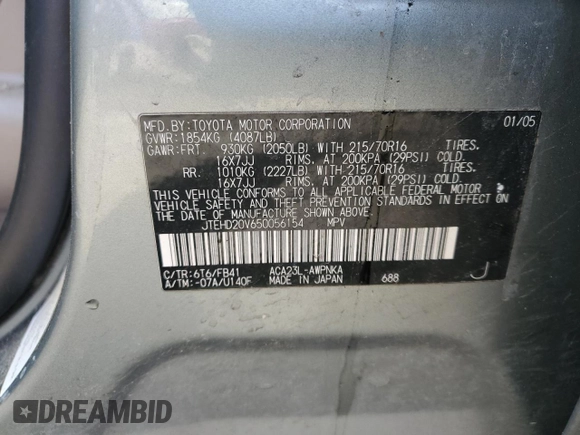 MFD.BY:TOYOTA MOTOR CORPORATION 01/05
GVWR:1854KG (4087LB)
GAWR:FRT. 930KG (2050LB) WITH 215/70R16 TIRES.
16X7JJ RIMS. AT 200KPA (29PSI) COLD.
RR. 1010KG (2227LB) WITH 215/70R16 TIRES.
16X7JJ RIMS. AT 200KPA (29PSI) COLD.
THIS VEHICLE CONFORMS TO ALL APPLICABLE FEDERAL MOTOR
VEHICLE SAFETY AND THEFT PREVENTION STANDARDS IN EFFECT
ON THE DATE OF MANUFACTURE SHOWN ABOVE.
JTEHD20V650056154 MPV
C/TR:6T6/FB41 ACA23L-AWPNKA
A/TM:-07A/U140F MADE IN JAPAN 688 J
DREAMBID